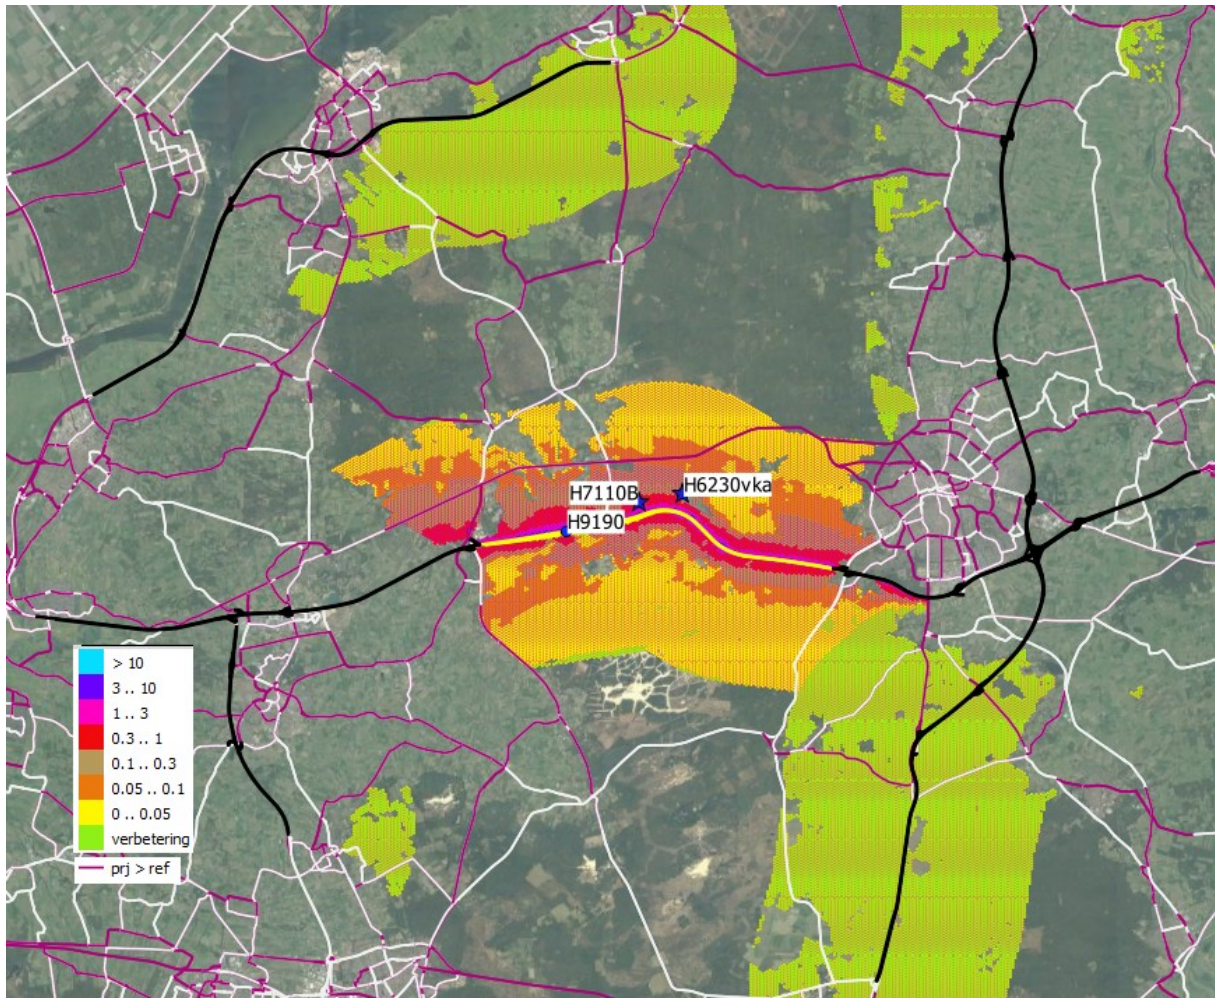 H7110B
H6230vka
H9190
> 10
3 .. 10
1 .. 3
0.3 .. 1
0.1 .. 0.3
0.05 .. 0.1
0 .. 0.05
verbetering
prj > ref